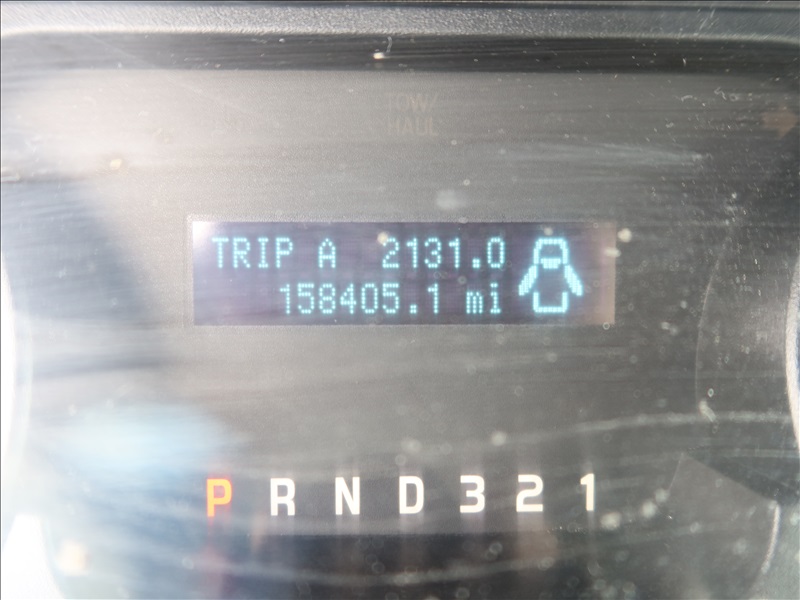 TOW/
HAUL
TRIP A 2131.0
158405.1 mi
P R N D 3 2 1